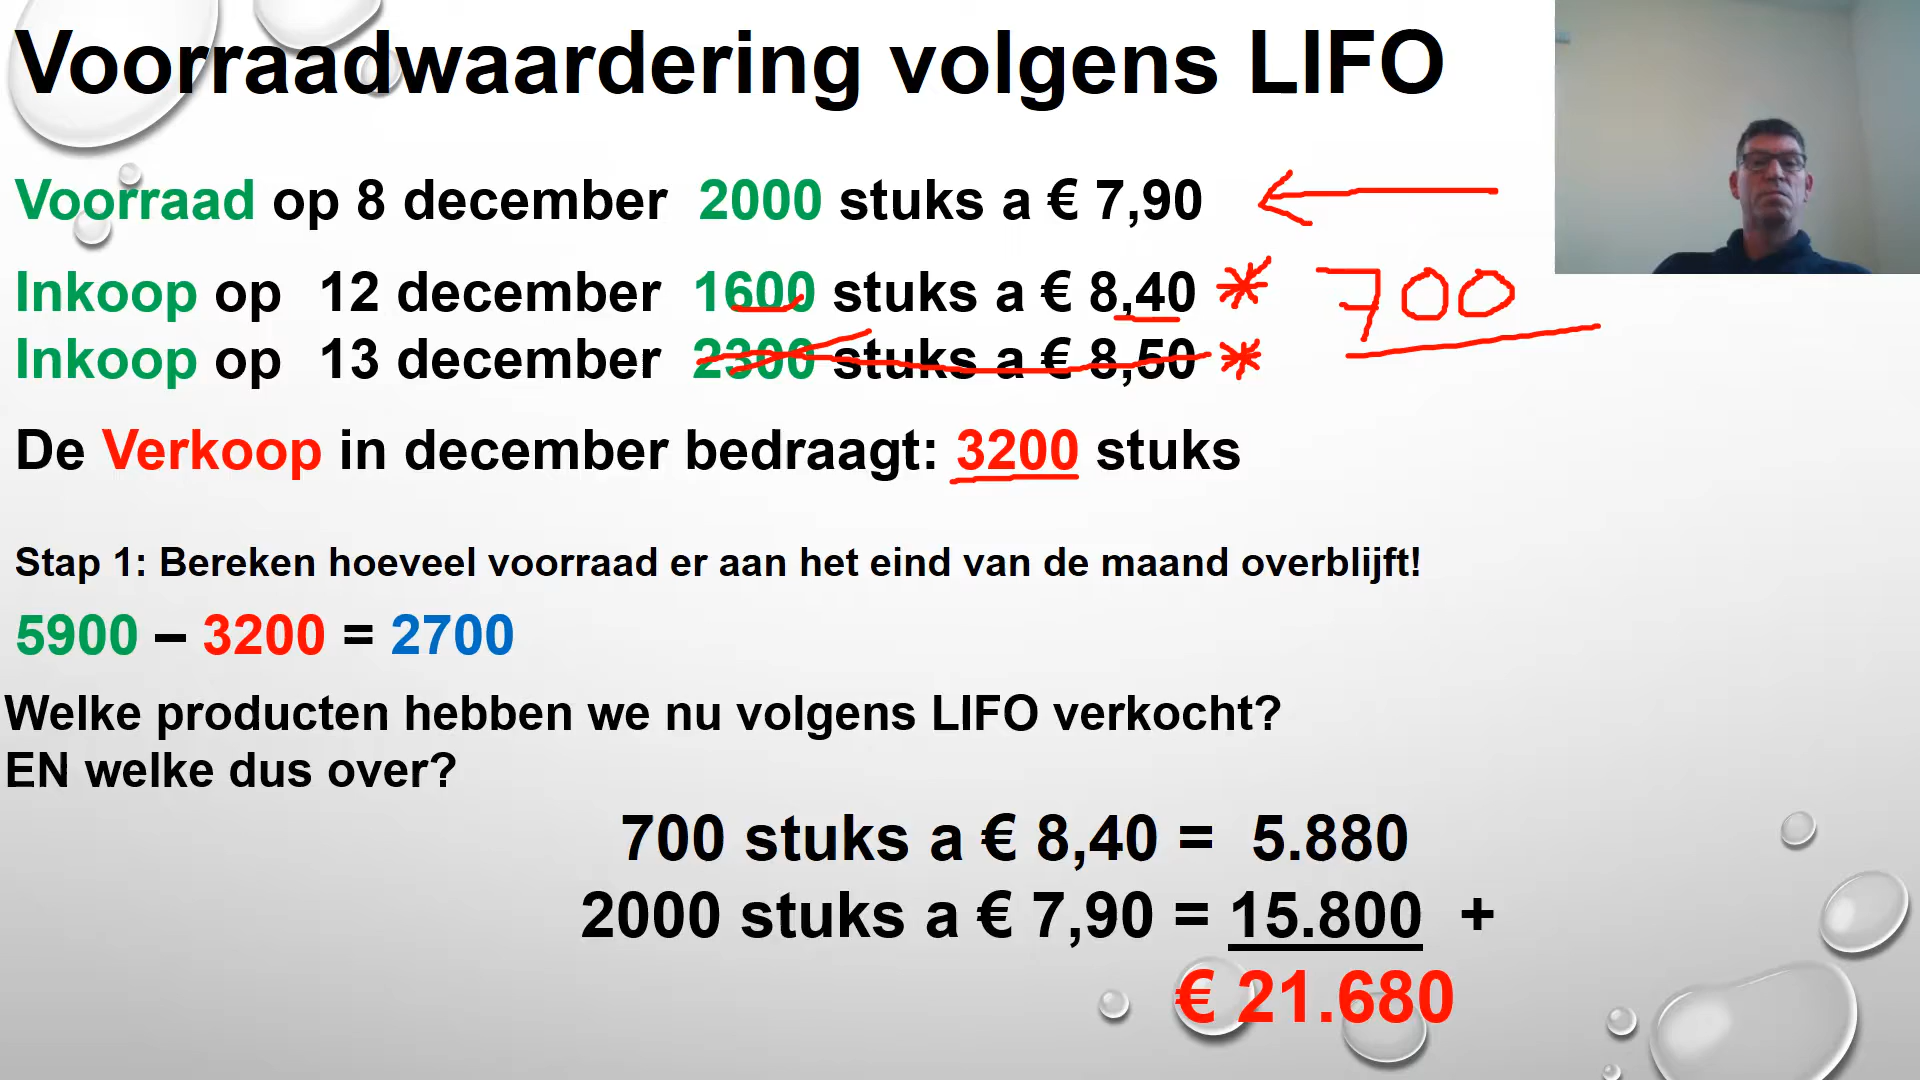 Voorraadwaardering volgens LIFO
Voorraad op 8 december 2000 stuks a € 7,90
Inkoop op 12 december 1600 stuks a € 8,40 * 700
Inkoop op 13 december 2300 stuks a € 8,50 *
De Verkoop in december bedraagt: 3200 stuks
Stap 1: Bereken hoeveel voorraad er aan het eind van de maand overblijft!
5900 – 3200 = 2700
Welke producten hebben we nu volgens LIFO verkocht?
EN welke dus over?
700 stuks a € 8,40 = 5.880
2000 stuks a € 7,90 = 15.800 +
€ 21.680